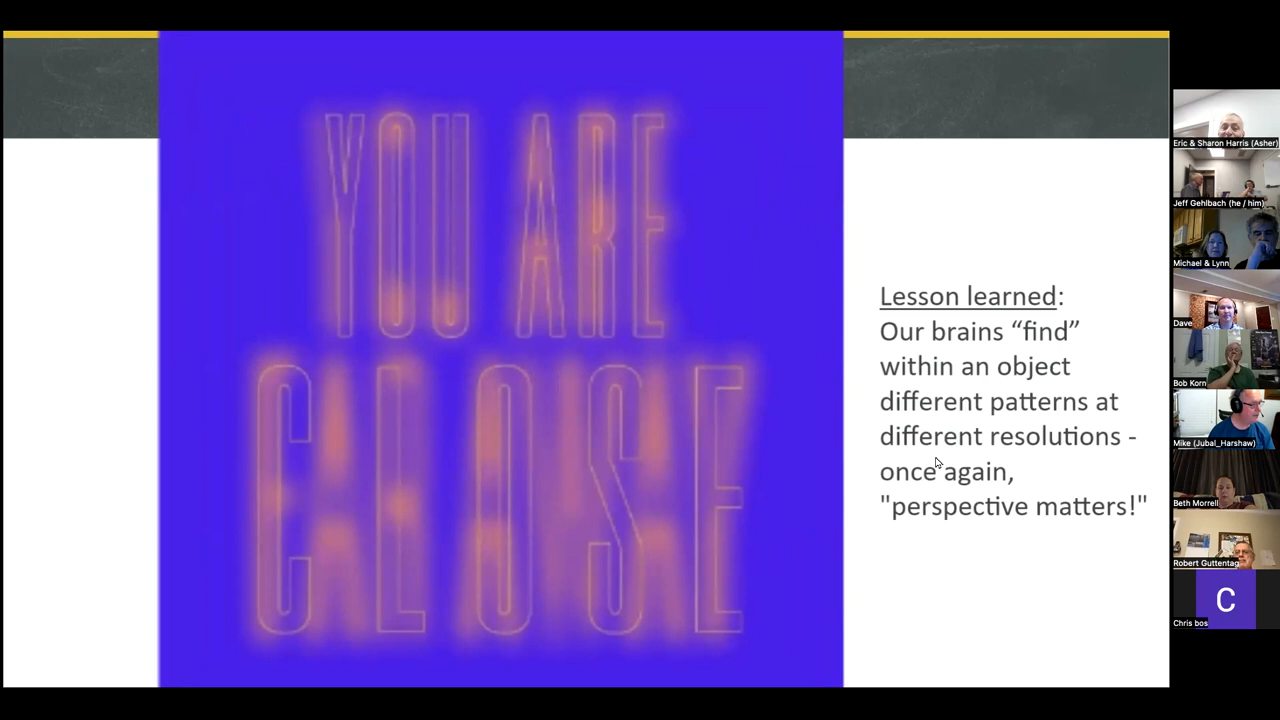 YOU ARE
CLOSE
Lesson learned:
Our brains “find”
within an object
different patterns at
different resolutions -
once again,
"perspective matters!"
Eric & Sharon Harris (Asher)
Jeff Gehlbach (he / him)
Michael & Lynn
Dave
Bob Korn
Mike (Jubal_Harshaw)
Beth Morrell
Robert Guttentag
C
Chris bos